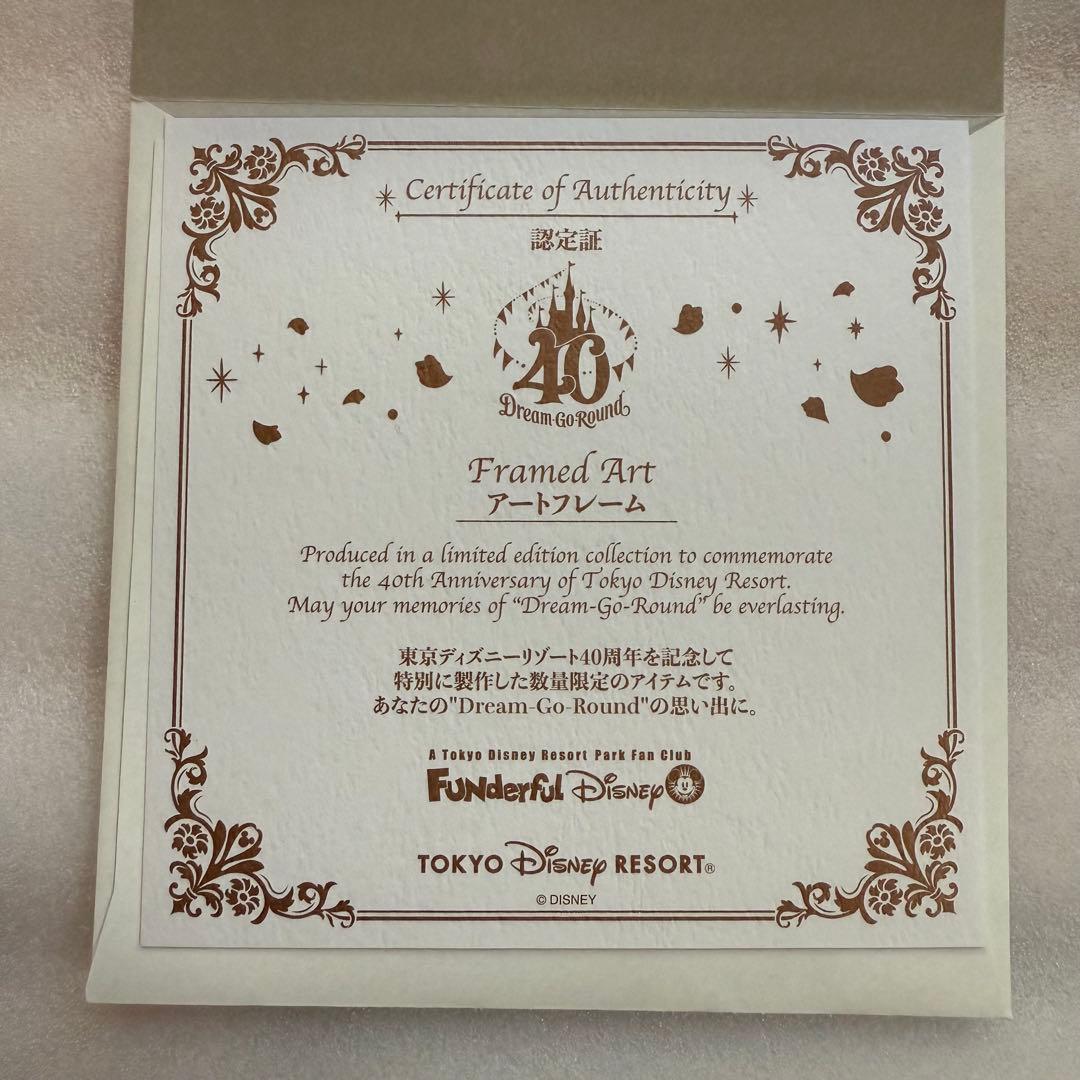 Certificate of Authenticity
認定証
40
Dream-Go-Round
Framed Art
アートフレーム
Produced in a limited edition collection to commemorate
the 40th Anniversary of Tokyo Disney Resort.
May your memories of “Dream-Go-Round” be everlasting.
東京ディズニーリゾート40周年を記念して
特別に製作した数量限定のアイテムです。
あなたの"Dream-Go-Round"の思い出に。
A Tokyo Disney Resort Park Fan Club
FUNderful Disney
TOKYO Disney RESORT®
© DISNEY